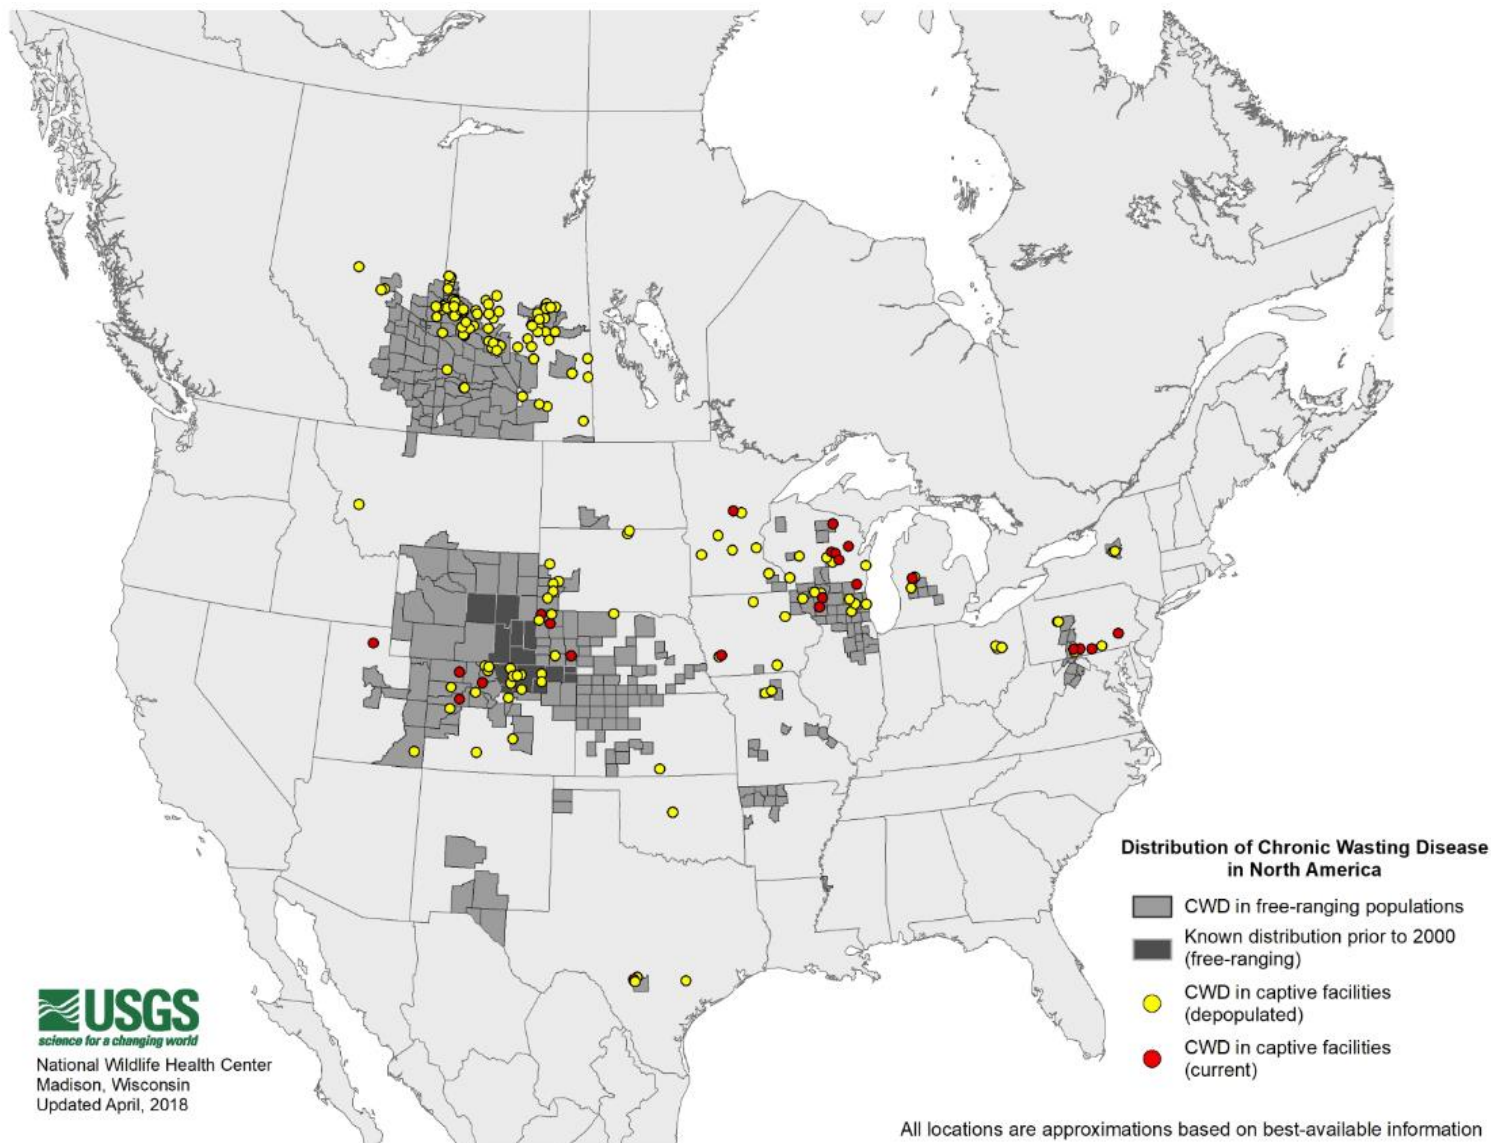 Distribution of Chronic Wasting Disease
in North America
CWD in free-ranging populations
Known distribution prior to 2000
(free-ranging)
CWD in captive facilities
(depopulated)
CWD in captive facilities
(current)
USGS
science for a changing world
National Wildlife Health Center
Madison, Wisconsin
Updated April, 2018
All locations are approximations based on best-available information